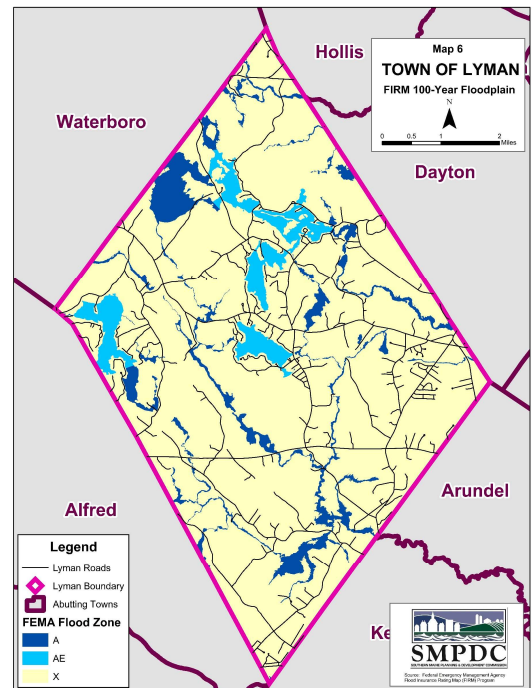 Map 6
TOWN OF LYMAN
FIRM 100-Year Floodplain
N
0 0.5 1 2
Miles
Hollis
Waterboro
Dayton
Alfred
Arundel
Ke
Legend
Lyman Roads
Lyman Boundary
Abutting Towns
FEMA Flood Zone
A
AE
X
SMPDC
SOUTHERN MAINE PLANNING & DEVELOPMENT COMMISSION
Source: Federal Emergency Management Agency
Flood Insurance Rating Map (FIRM) Program